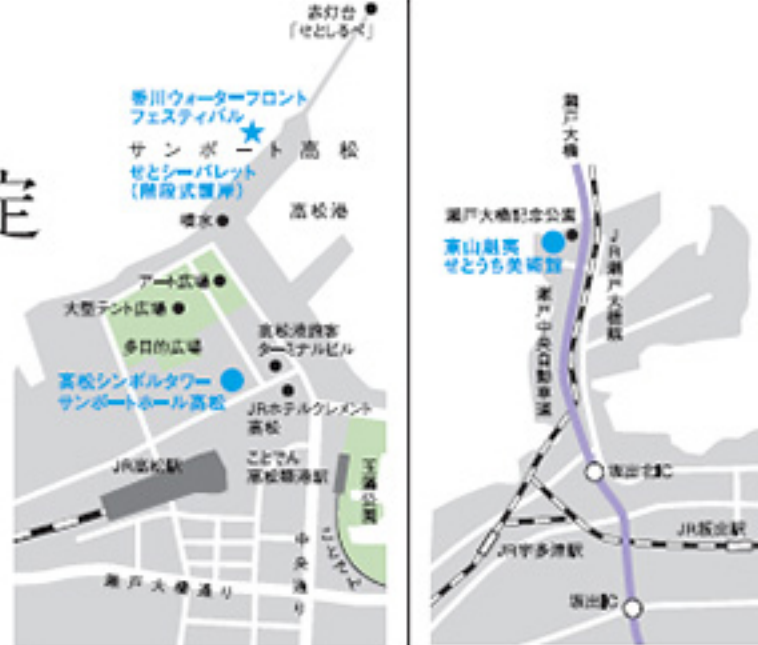 定
赤灯台
「せとしるべ」
香川ウォーターフロント
フェスティバル
サンポート高松
せとシーパレット
(階段式護岸)
高松港
噴水
アート広場
大型テント広場
多目的広場
高松港旅客
ターミナルビル
高松シンボルタワー
サンポートホール高松
JRホテルクレメント
高松
JR高松駅
ことでん
高松築港駅
玉藻公園
中央通り
ことでん
瀬戸大橋通り
瀬戸大橋
瀬戸大橋記念公園
東山魁夷
せとうち美術館
JR瀬戸大橋線
瀬戸中央自動車道
坂出北IC
JR宇多津駅
JR坂出駅
坂出IC